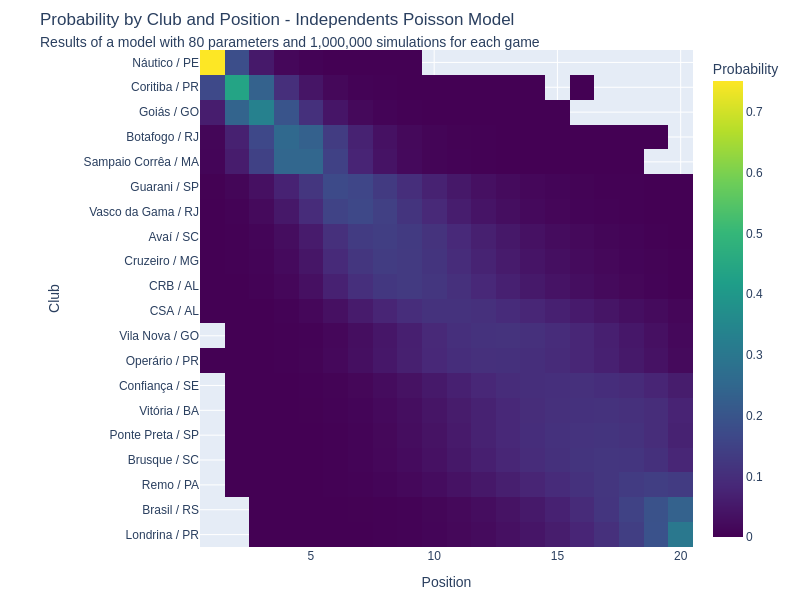 Probability by Club and Position - Independents Poisson Model
Results of a model with 80 parameters and 1,000,000 simulations for each game
Probability
Náutico / PE
Coritiba / PR
Goiás / GO
Botafogo / RJ
Sampaio Corrêa / MA
Guarani / SP
Vasco da Gama / RJ
Avaí / SC
Cruzeiro / MG
CRB / AL
CSA / AL
Vila Nova / GO
Operário / PR
Confiança / SE
Vitória / BA
Ponte Preta / SP
Brusque / SC
Remo / PA
Brasil / RS
Londrina / PR
Club
5
10
15
20
Position
0.7
0.6
0.5
0.4
0.3
0.2
0.1
0